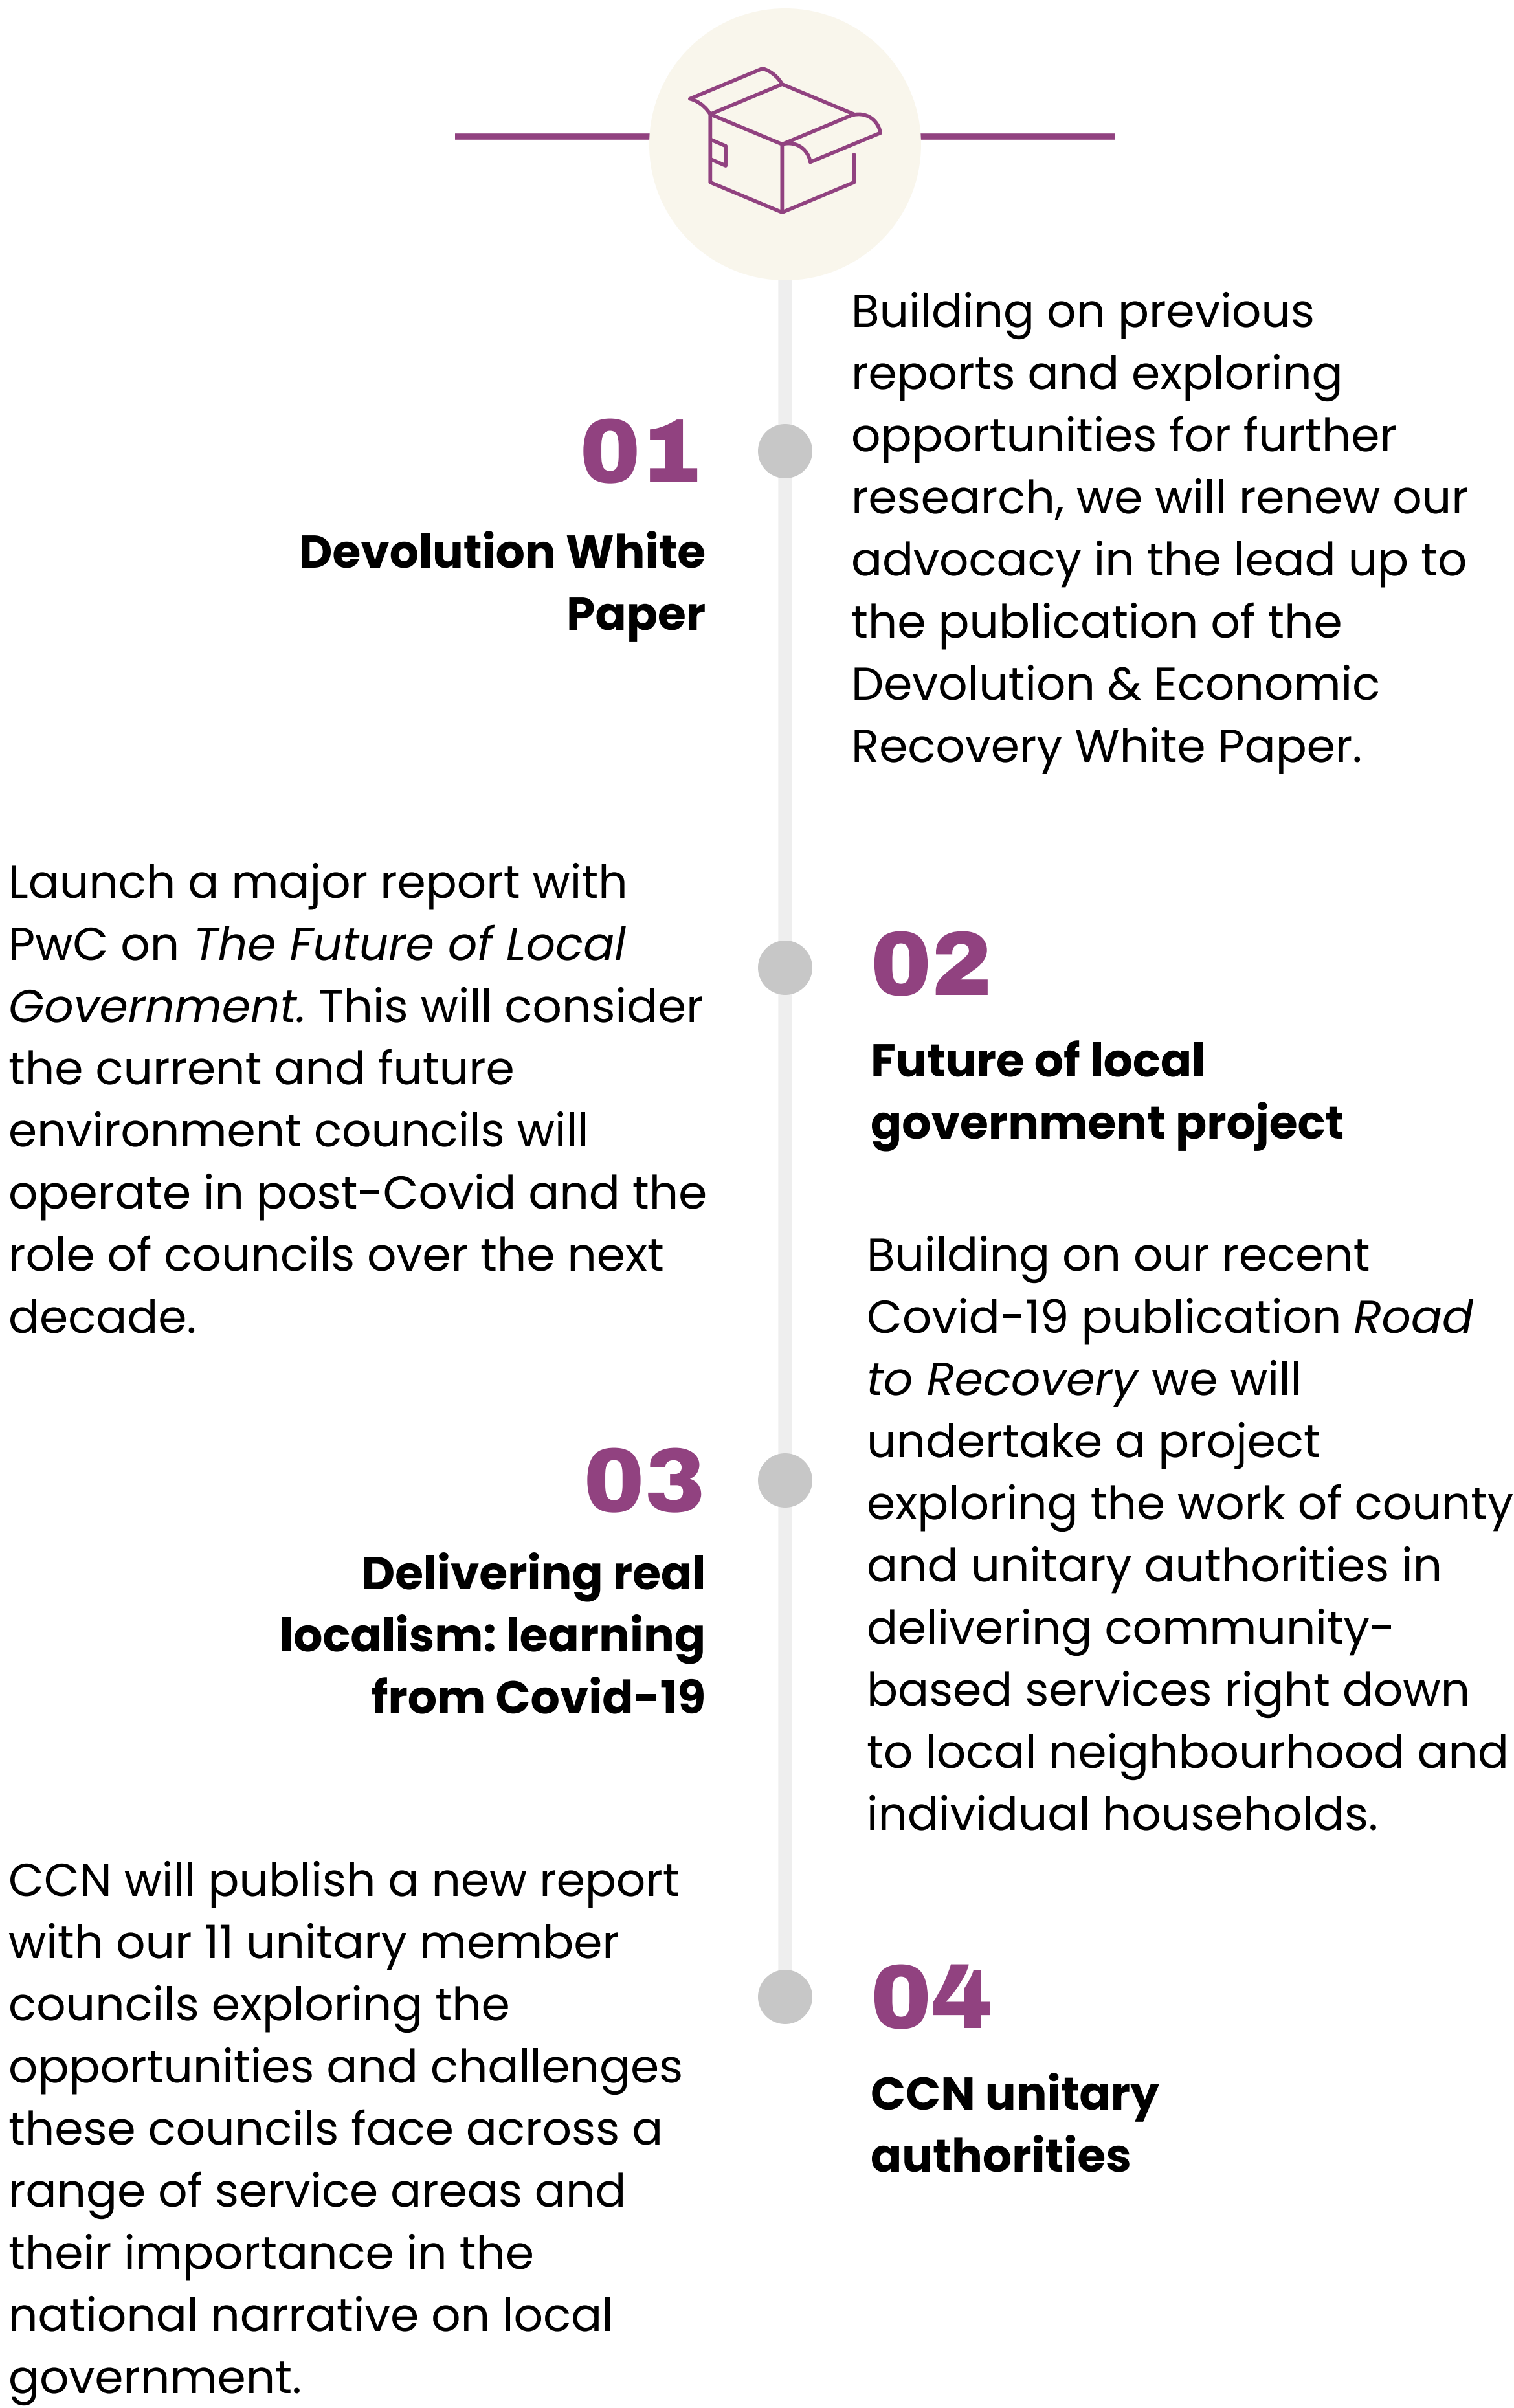 01
Devolution White
Paper
Building on previous
reports and exploring
opportunities for further
research, we will renew our
advocacy in the lead up to
the publication of the
Devolution & Economic
Recovery White Paper.
02
Future of local
government project
Launch a major report with
PwC on The Future of Local
Government. This will consider
the current and future
environment councils will
operate in post-Covid and the
role of councils over the next
decade.
03
Delivering real
localism: learning
from Covid-19
Building on our recent
Covid-19 publication Road
to Recovery we will
undertake a project
exploring the work of county
and unitary authorities in
delivering community-
based services right down
to local neighbourhood and
individual households.
04
CCN unitary
authorities
CCN will publish a new report
with our 11 unitary member
councils exploring the
opportunities and challenges
these councils face across a
range of service areas and
their importance in the
national narrative on local
government.